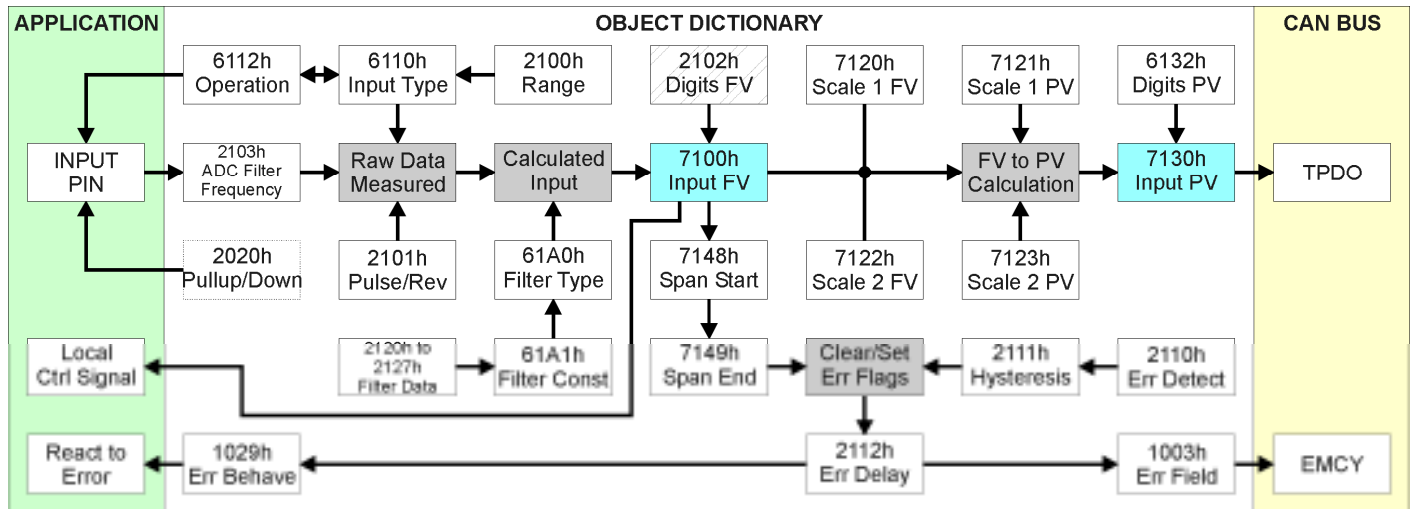 APPLICATION
OBJECT DICTIONARY
CAN BUS
6112h
Operation
6110h
Input Type
2100h
Range
2102h
Digits FV
7120h
Scale 1 FV
7121h
Scale 1 PV
6132h
Digits PV
INPUT
PIN
2103h
ADC Filter
Frequency
Raw Data
Measured
Calculated
Input
7100h
Input FV
FV to PV
Calculation
7130h
Input PV
TPDO
2020h
Pullup/Down
2101h
Pulse/Rev
61A0h
Filter Type
7148h
Span Start
7122h
Scale 2 FV
7123h
Scale 2 PV
Local
Ctrl Signal
2120h to
2127h
Filter Data
61A1h
Filter Const
7149h
Span End
Clear/Set
Err Flags
2111h
Hysteresis
2110h
Err Detect
React to
Error
1029h
Err Behave
2112h
Err Delay
1003h
Err Field
EMCY